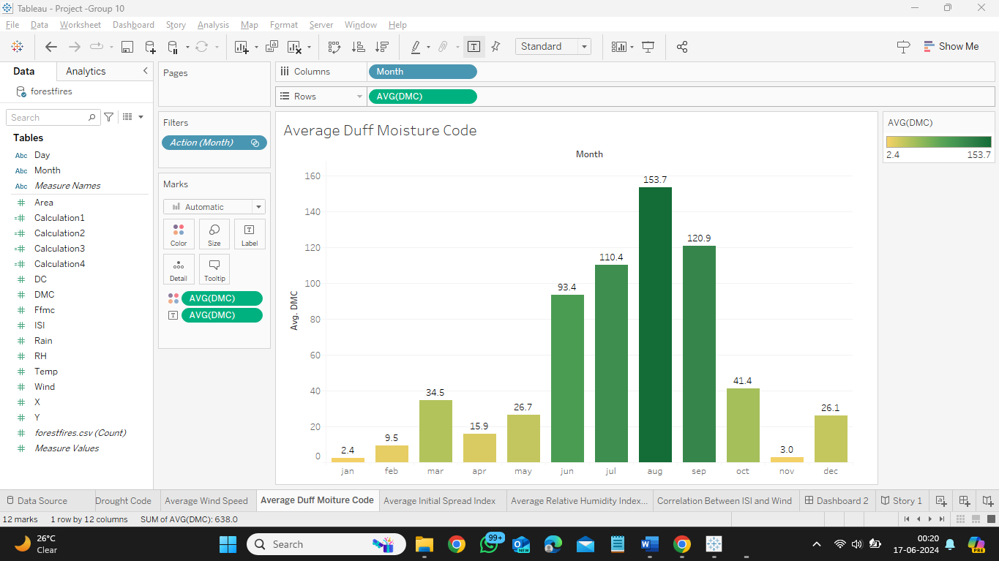 Tableau - Project -Group 10
File Data Worksheet Dashboard Story Analysis Map Format Server Window Help
Standard
Show Me
Data Analytics
forestfires
Search
Tables
Abc Day
Abc Month
Abc Measure Names
# Area
=# Calculation1
=# Calculation2
=# Calculation3
=# Calculation4
# DC
# DMC
# Ffmc
# ISI
# Rain
# RH
# Temp
# Wind
# X
# Y
# forestfires.csv (Count)
# Measure Values
Pages
Filters
Action (Month)
Marks
Automatic
Color Size Label
Detail Tooltip
AVG(DMC)
AVG(DMC)
Columns Month
Rows AVG(DMC)
Average Duff Moisture Code
Month
Avg. DMC
160
140
120
100
80
60
40
20
0
2.4
9.5
34.5
15.9
26.7
93.4
110.4
153.7
120.9
41.4
3.0
26.1
jan feb mar apr may jun jul aug sep oct nov dec
AVG(DMC)
2.4 153.7
Data Source Drought Code Average Wind Speed Average Duff Moiture Code Average Initial Spread Index Average Relative Humidity Index... Correlation Between ISI and Wind Dashboard 2 Story 1
12 marks 1 row by 12 columns SUM of AVG(DMC): 638.0
26°C
Clear
Search
99+
NEW
00:20
17-06-2024
PRE